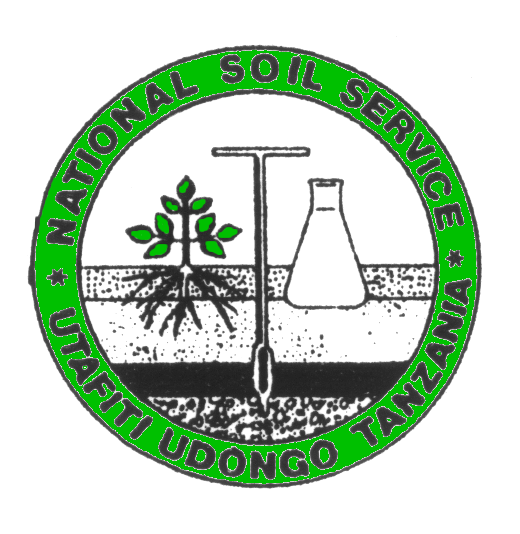 NATIONAL SOIL SERVICE
UTAFITI UDONGO TANZANIA